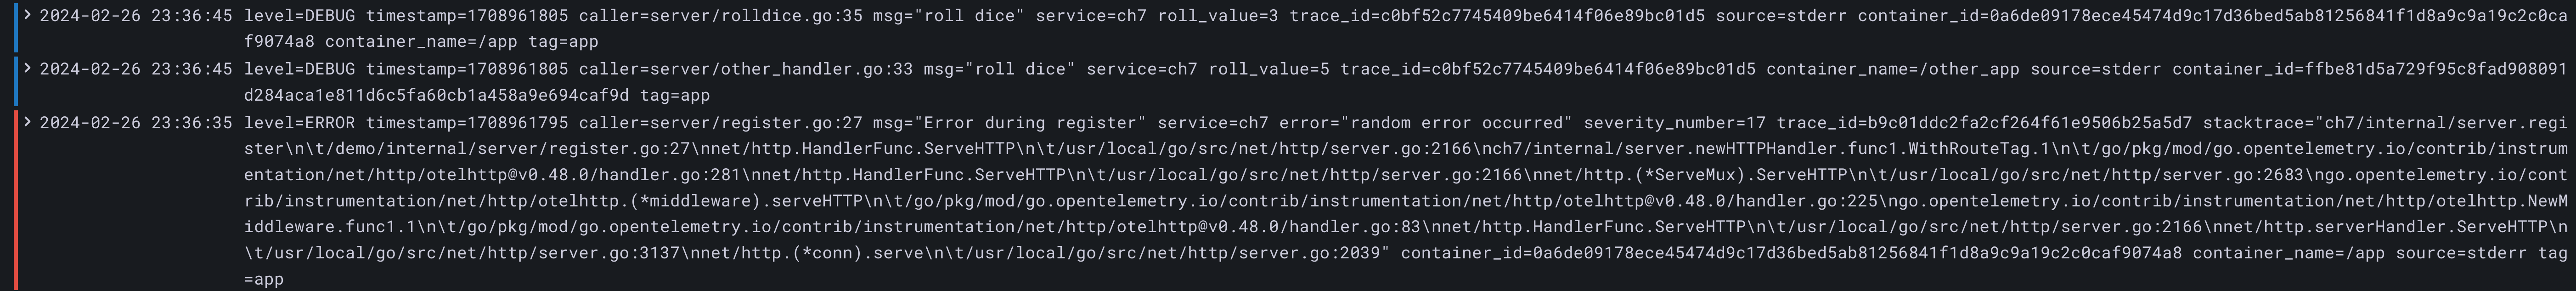 2024-02-26 23:36:45 level=DEBUG timestamp=1708961805 caller=server/rolldice.go:35 msg="roll dice" service=ch7 roll_value=3 trace_id=c0bf52c7745409be6414f06e89bc01d5 source=stderr container_id=0a6de09178ece45474d9c17d36bed5ab81256841f1d8a9c9a19c2c0ca
f9074a8 container_name=/app tag=app
2024-02-26 23:36:45 level=DEBUG timestamp=1708961805 caller=server/other_handler.go:33 msg="roll dice" service=ch7 roll_value=5 trace_id=c0bf52c7745409be6414f06e89bc01d5 container_name=/other_app source=stderr container_id=ffbe81d5a729f95c8fad908091
d284aca1e811d6c5fa60cb1a458a9e694caf9d tag=app
2024-02-26 23:36:35 level=ERROR timestamp=1708961795 caller=server/register.go:27 msg="Error during register" service=ch7 error="random error occurred" severity_number=17 trace_id=b9c01ddc2fa2cf264f61e9506b25a5d7 stacktrace="ch7/internal/server.regi
ster\n\t/demo/internal/server/register.go:27\nnet/http.HandlerFunc.ServeHTTP\n\t/usr/local/go/src/net/http/server.go:2166\nch7/internal/server.newHTTPHandler.func1.WithRouteTag.1\n\t/go/pkg/mod/go.opentelemetry.io/contrib/instrum
entation/net/http/otelhttp@v0.48.0/handler.go:281\nnet/http.HandlerFunc.ServeHTTP\n\t/usr/local/go/src/net/http/server.go:2166\nnet/http.(*ServeMux).ServeHTTP\n\t/usr/local/go/src/net/http/server.go:2683\ngo.opentelemetry.io/cont
rib/instrumentation/net/http/otelhttp.(*middleware).serveHTTP\n\t/go/pkg/mod/go.opentelemetry.io/contrib/instrumentation/net/http/otelhttp@v0.48.0/handler.go:225\ngo.opentelemetry.io/contrib/instrumentation/net/http/otelhttp.NewM
iddleware.func1.1\n\t/go/pkg/mod/go.opentelemetry.io/contrib/instrumentation/net/http/otelhttp@v0.48.0/handler.go:83\nnet/http.HandlerFunc.ServeHTTP\n\t/usr/local/go/src/net/http/server.go:2166\nnet/http.serverHandler.ServeHTTP\n
\t/usr/local/go/src/net/http/server.go:3137\nnet/http.(*conn).serve\n\t/usr/local/go/src/net/http/server.go:2039" container_id=0a6de09178ece45474d9c17d36bed5ab81256841f1d8a9c9a19c2c0caf9074a8 container_name=/app source=stderr tag
=app